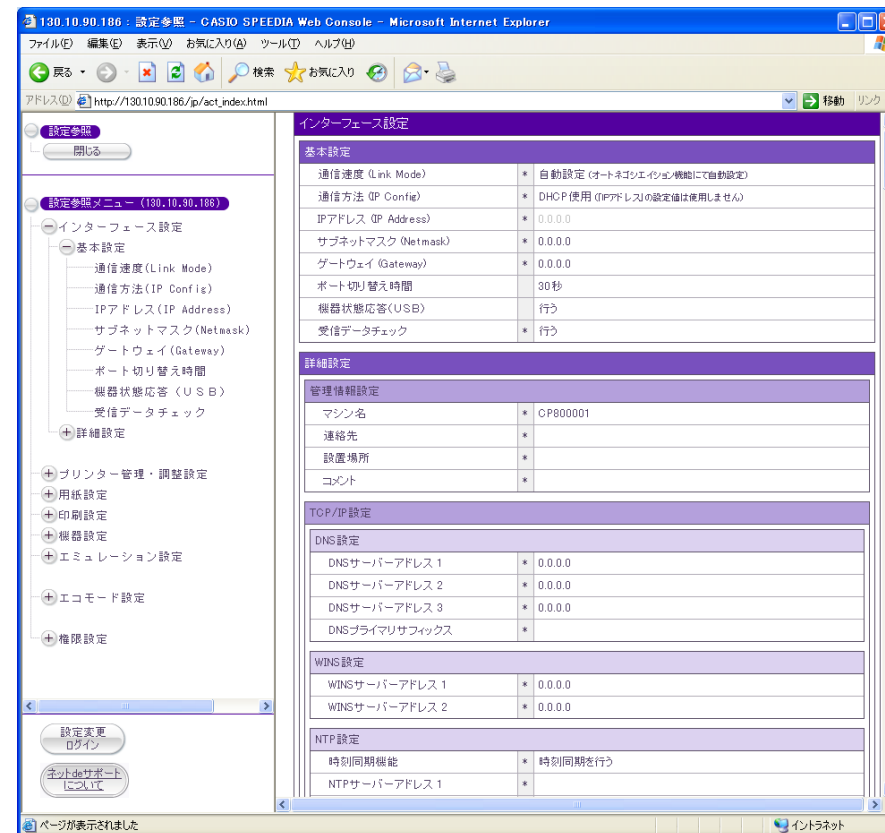 130.10.90.186 : 設定参照 - CASIO SPEEDIA Web Console - Microsoft Internet Explorer
ファイル(F) 編集(E) 表示(V) お気に入り(A) ツール(T) ヘルプ(H)
戻る 検索 お気に入り
アドレス(D) http://130.10.90.186/jp/act_index.html 移動 リンク
設定参照
閉じる
設定参照メニュー (130.10.90.186)
インターフェース設定
基本設定
通信速度(Link Mode)
通信方法(IP Config)
IPアドレス(IP Address)
サブネットマスク(Netmask)
ゲートウェイ(Gateway)
ポート切り替え時間
機器状態応答(USB)
受信データチェック
詳細設定
プリンター管理・調整設定
用紙設定
印刷設定
機器設定
エミュレーション設定
エコモード設定
権限設定
設定変更
ログイン
ネットdeサポート
について
インターフェース設定
基本設定
通信速度 (Link Mode) * 自動設定 (オートネゴシエイション機能にて自動設定)
通信方法 (IP Config) * DHCP使用 (「IPアドレス」の設定値は使用しません)
IPアドレス (IP Address) * 0.0.0.0
サブネットマスク (Netmask) * 0.0.0.0
ゲートウェイ (Gateway) * 0.0.0.0
ポート切り替え時間 30秒
機器状態応答(USB) 行う
受信データチェック * 行う
詳細設定
管理情報設定
マシン名 * CP800001
連絡先 *
設置場所 *
コメント *
TCP/IP設定
DNS設定
DNSサーバーアドレス 1 * 0.0.0.0
DNSサーバーアドレス 2 * 0.0.0.0
DNSサーバーアドレス 3 * 0.0.0.0
DNSプライマリサフィックス *
WINS設定
WINSサーバーアドレス 1 * 0.0.0.0
WINSサーバーアドレス 2 * 0.0.0.0
NTP設定
時刻同期機能 * 時刻同期を行う
NTPサーバーアドレス 1 *
ページが表示されました イントラネット